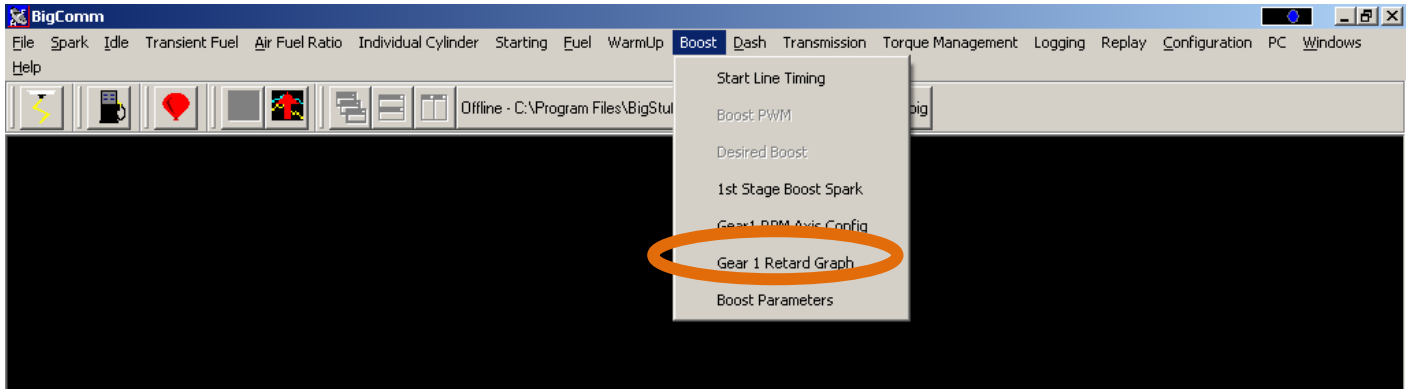 BigComm
File Spark Idle Transient Fuel Air Fuel Ratio Individual Cylinder Starting Fuel WarmUp Boost Dash Transmission Torque Management Logging Replay Configuration PC Windows
Help
Offline - C:\Program Files\BigStu
oig
Start Line Timing
Boost PWM
Desired Boost
1st Stage Boost Spark
Gear1 RPM Axis Config
Gear 1 Retard Graph
Boost Parameters